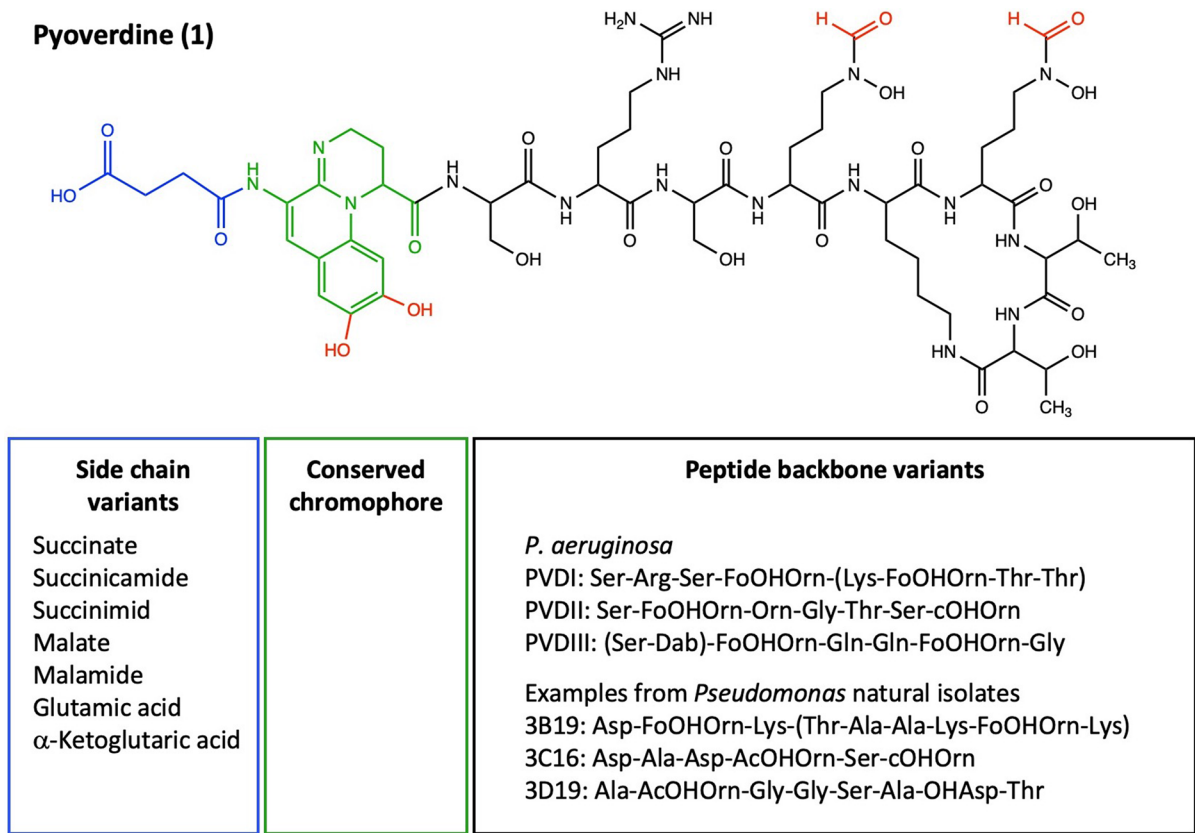 Pyoverdine (1)
H₂N NH
NH
H O
N
OH
H O
N
OH
O
HO
O
H
N
N
N
O
HO
OH
H
N
O
OH
N
H
O
H
N
O
OH
N
H
O
H
N
O
N
H
O
HN
OH
CH₃
O
HN
OH
CH₃
O
HN
Side chain
variants
Succinate
Succinicamide
Succinimid
Malate
Malamide
Glutamic acid
α-Ketoglutaric acid
Conserved
chromophore
Peptide backbone variants
P. aeruginosa
PVDI: Ser-Arg-Ser-FoOHOrn-(Lys-FoOHOrn-Thr-Thr)
PVDII: Ser-FoOHOrn-Orn-Gly-Thr-Ser-cOHOrn
PVDIII: (Ser-Dab)-FoOHOrn-Gln-Gln-FoOHOrn-Gly
Examples from Pseudomonas natural isolates
3B19: Asp-FoOHOrn-Lys-(Thr-Ala-Ala-Lys-FoOHOrn-Lys)
3C16: Asp-Ala-Asp-AcOHOrn-Ser-cOHOrn
3D19: Ala-AcOHOrn-Gly-Gly-Ser-Ala-OHAsp-Thr